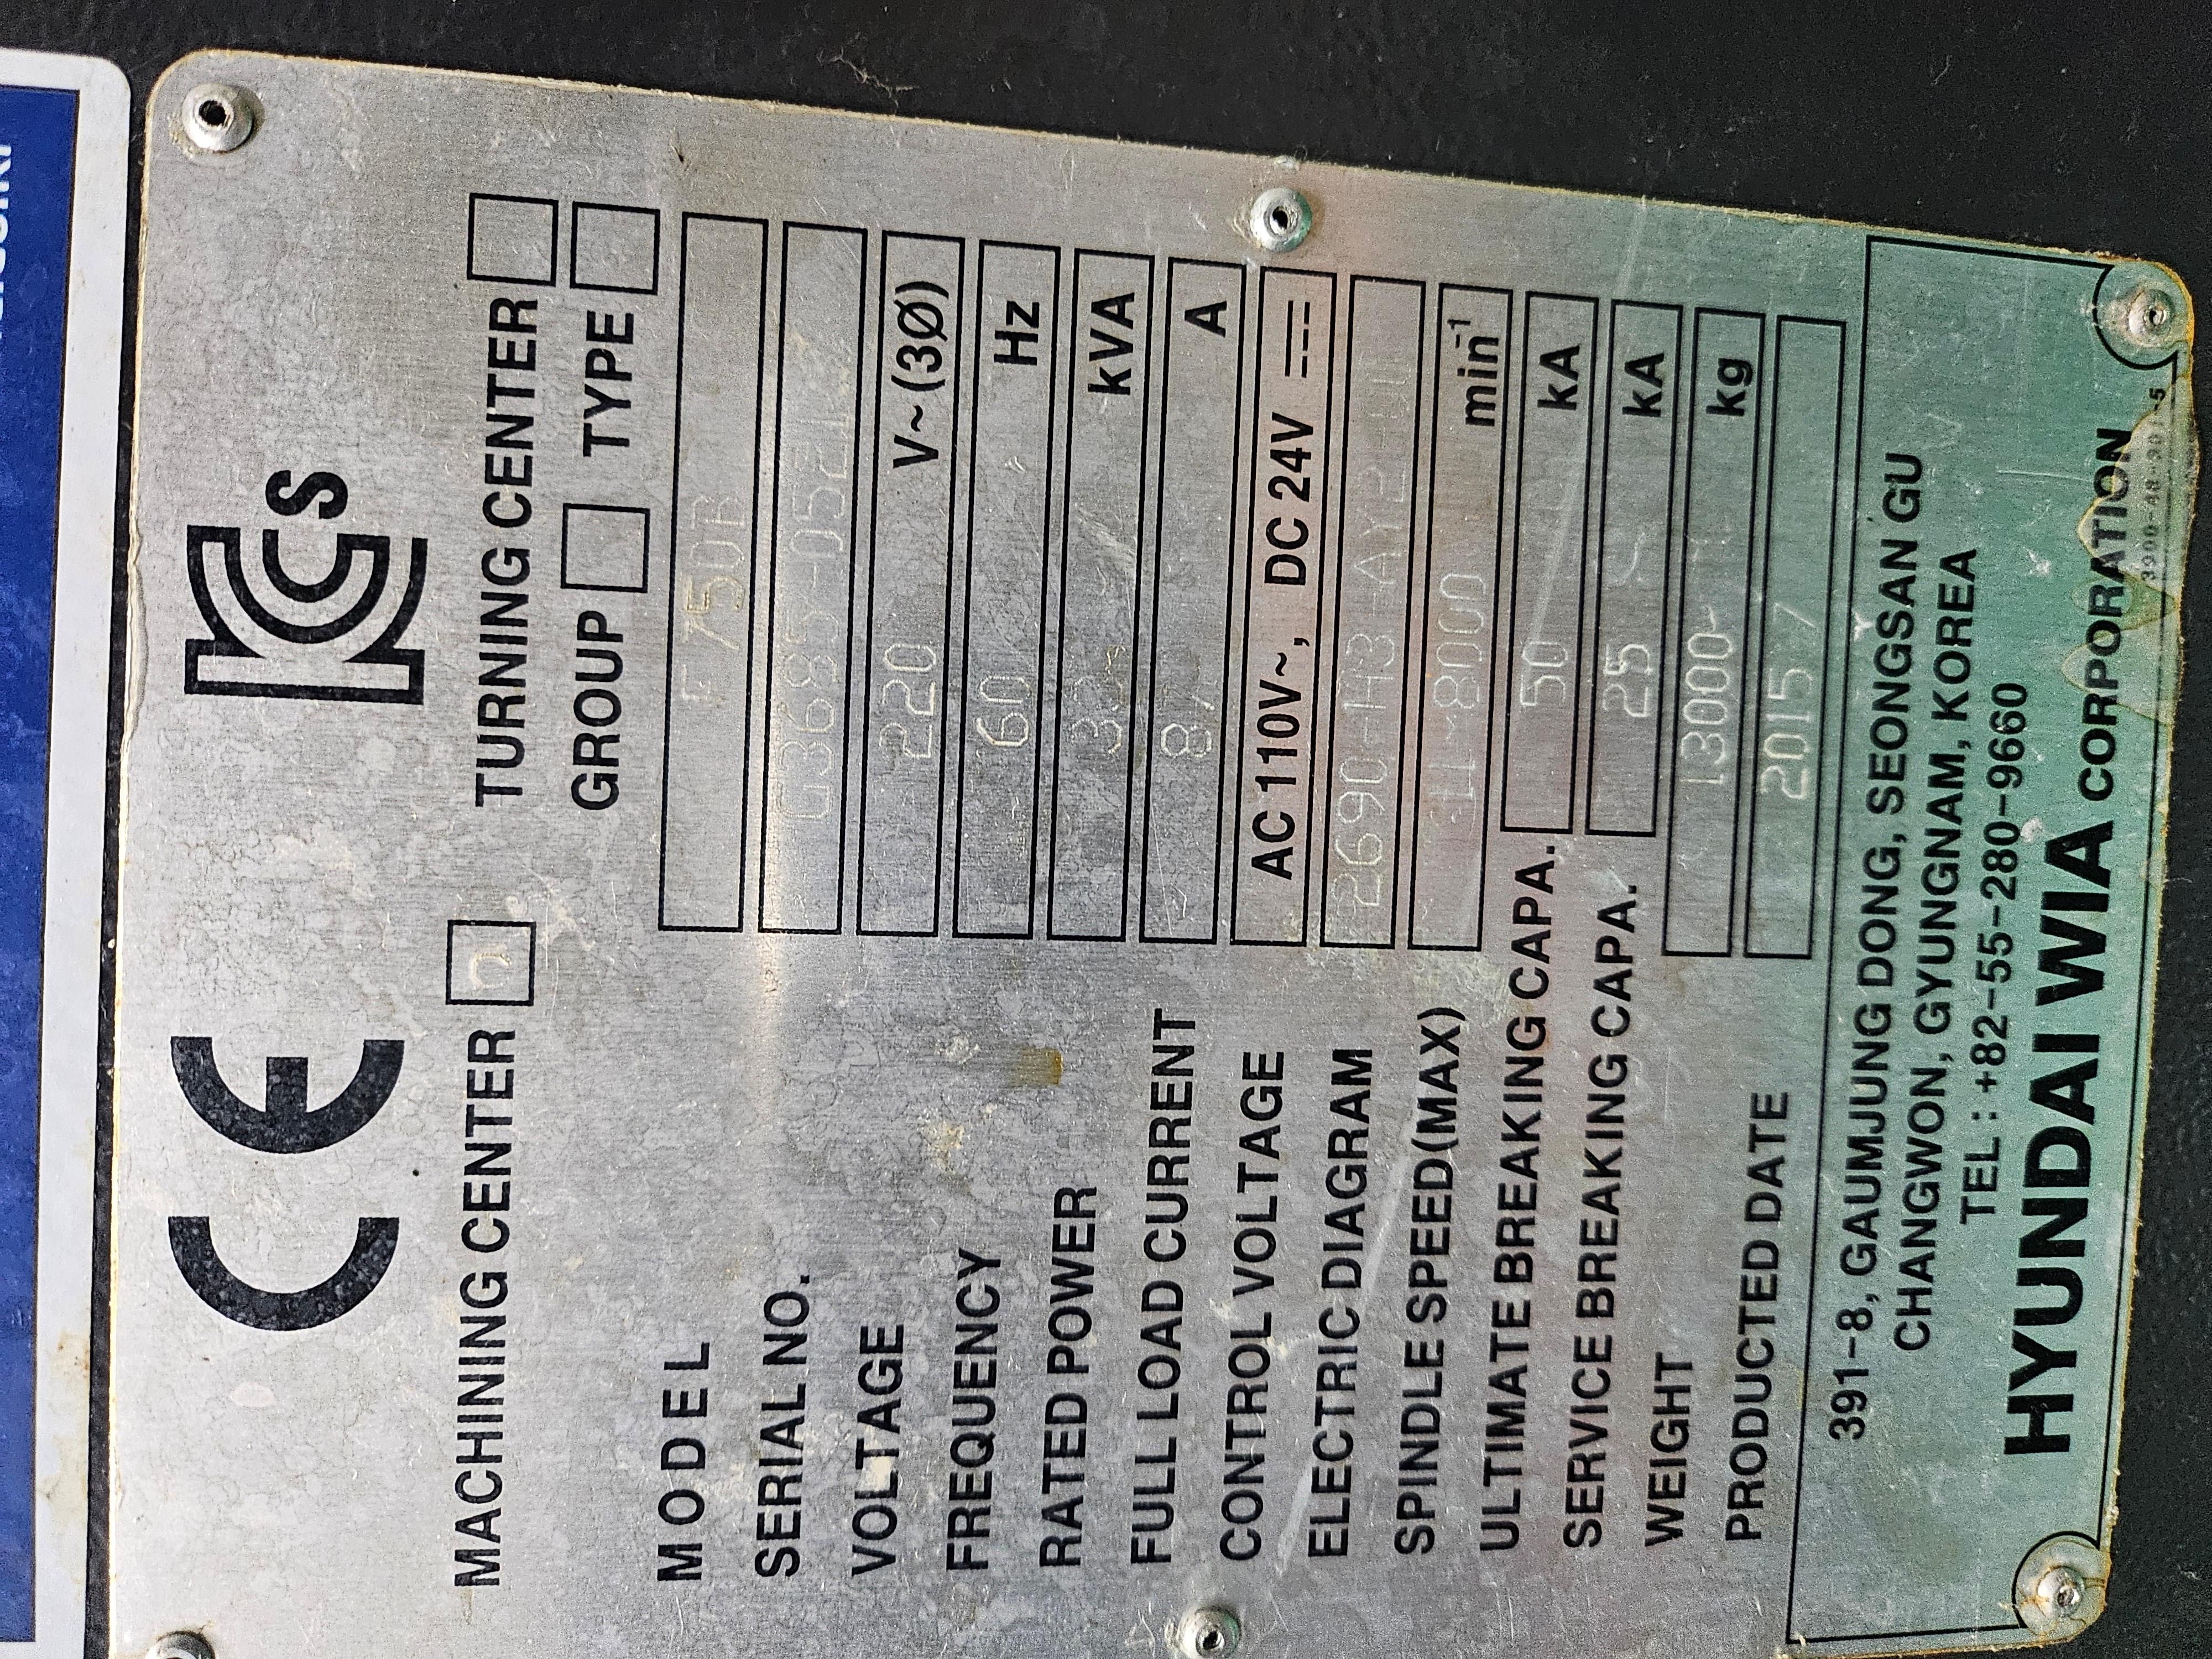 CE
KCs
MACHINING CENTER
TURNING CENTER
GROUP TYPE
MODEL
SERIAL NO.
VOLTAGE 220 V~(3Ø)
FREQUENCY 60 Hz
RATED POWER kVA
FULL LOAD CURRENT A
CONTROL VOLTAGE AC 110V~, DC 24V
ELECTRIC DIAGRAM
SPINDLE SPEED(MAX) min-1
ULTIMATE BREAKING CAPA. 50 kA
SERVICE BREAKING CAPA. 25 kA
WEIGHT 13000 kg
PRODUCTED DATE 2015
391-8, GAUMJUNG DONG, SEONGSAN GU
CHANGWON, GYUNGNAM, KOREA
TEL : +82-55-280-9660
HYUNDAI WIA CORPORATION